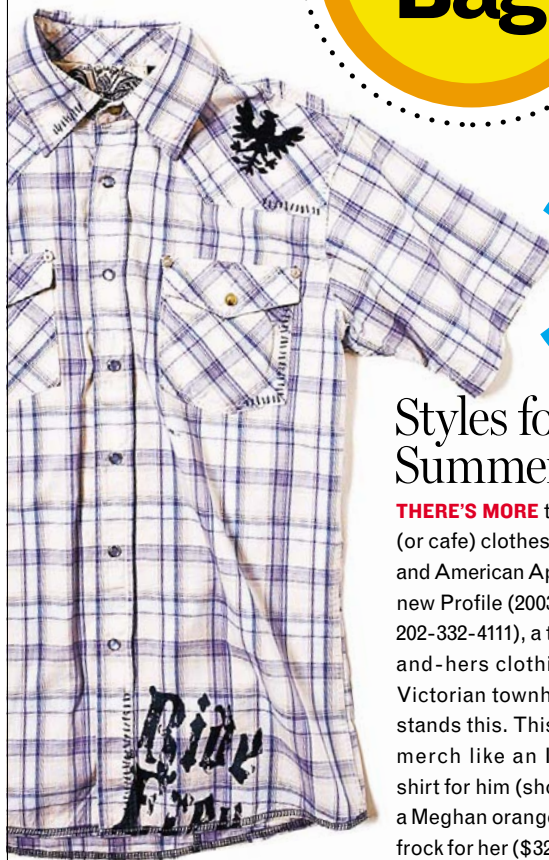 Bag
Ride
Styles fo
Summer
THERE'S MORE t
(or cafe) clothes
and American Ap
new Profile (2003
202-332-4111), a f
and-hers clothi
Victorian townh
stands this. This
merch like an I
shirt for him (sho
a Meghan orange
frock for her ($32